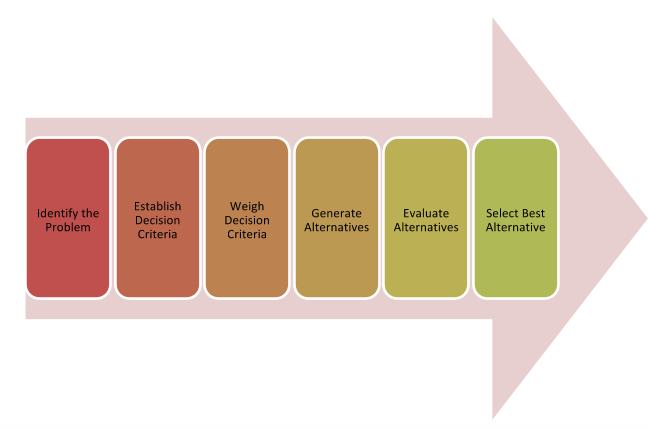 Identify the
Problem
Establish
Decision
Criteria
Weigh
Decision
Criteria
Generate
Alternatives
Evaluate
Alternatives
Select Best
Alternative